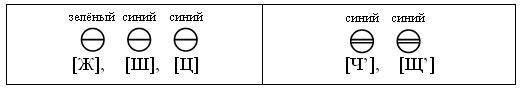 зелёный синий синий синий синий
[Ж], [Ш], [Ц] [Ч’], [Щ’]